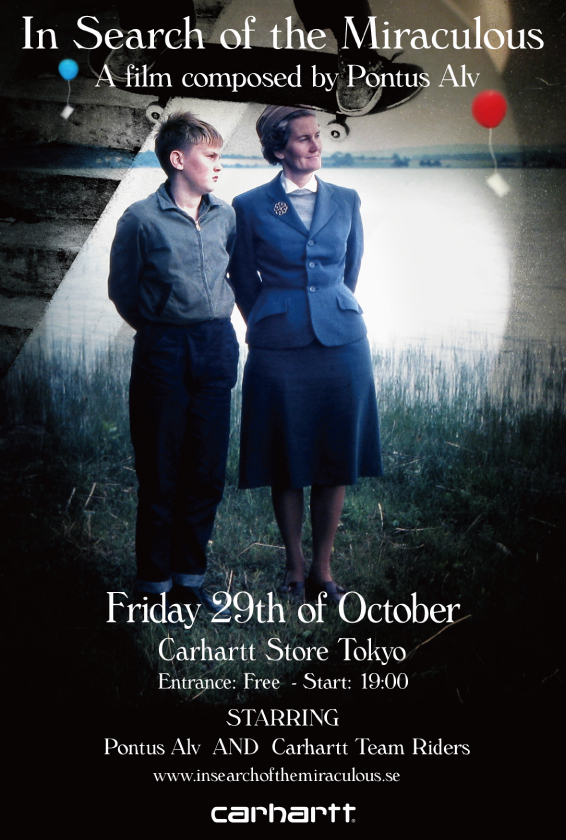 In Search of the Miraculous
A film composed by Pontus Alv
Friday 29th of October
Carhartt Store Tokyo
Entrance: Free - Start: 19:00
STARRING
Pontus Alv AND Carhartt Team Riders
www.insearchofthemiraculous.se
carhartt®